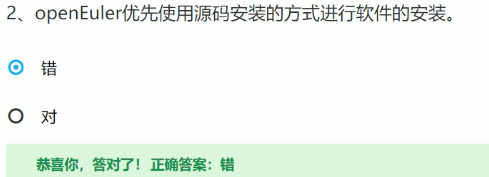 2、openEuler优先使用源码安装的方式进行软件的安装。
错
对
恭喜你，答对了！正确答案：错